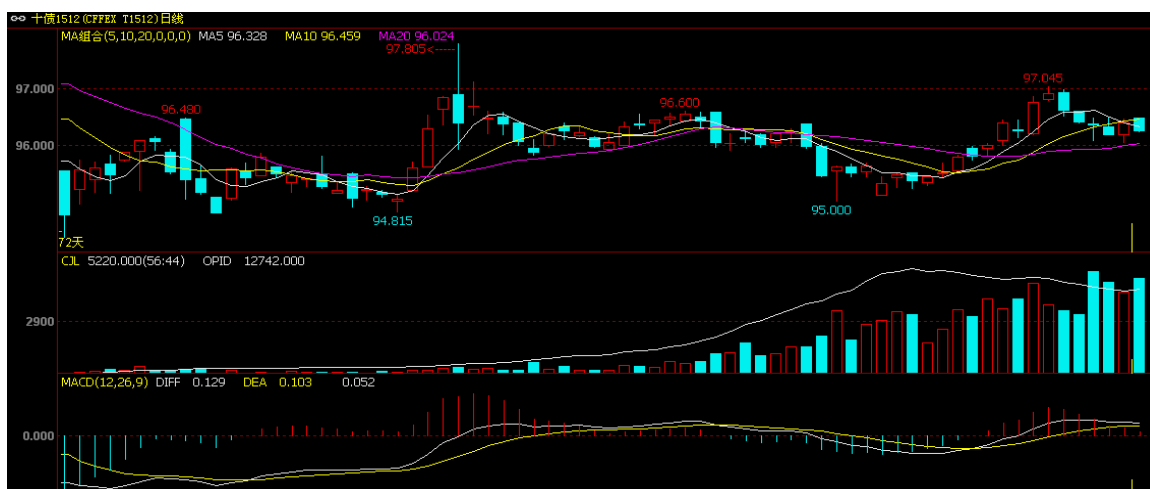 十债1512(CFFEX T1512)日线
MA组合(5,10,20,0,0,0) MA5 96.328 MA10 96.459 MA20 96.024
97.805<-----
97.000
97.045
96.480
96.600
96.000
95.000
94.815
72天
CJL 5220.000(56:44) OPID 12742.000
2900
MACD(12,26,9) DIFF 0.129 DEA 0.103 0.052
0.000